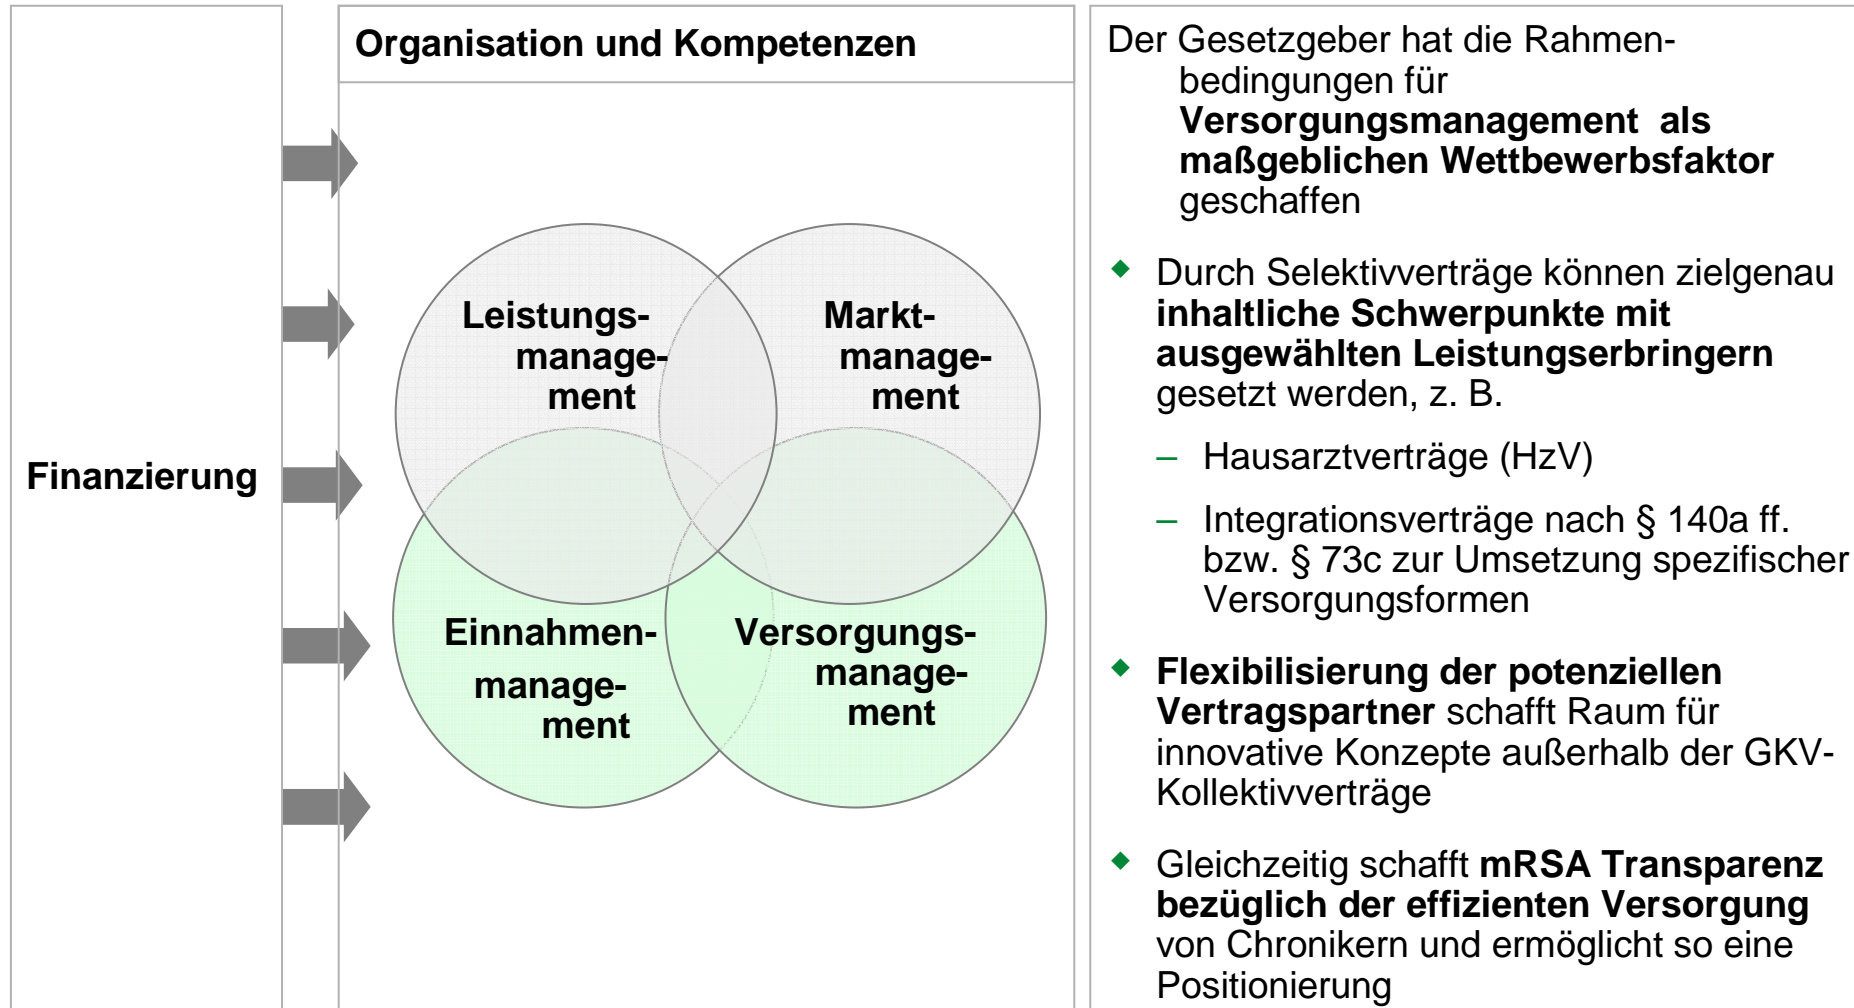 Finanzierung
Organisation und Kompetenzen
Leistungs-
manage-
ment
Markt-
manage-
ment
Einnahmen-
manage-
ment
Versorgungs-
manage-
ment
Der Gesetzgeber hat die Rahmen-
bedingungen für
Versorgungsmanagement als
maßgeblichen Wettbewerbsfaktor
geschaffen
◆ Durch Selektivverträge können zielgenau
inhaltliche Schwerpunkte mit
ausgewählten Leistungserbringern
gesetzt werden, z. B.
– Hausarztverträge (HzV)
– Integrationsverträge nach § 140a ff.
bzw. § 73c zur Umsetzung spezifischer
Versorgungsformen
◆ Flexibilisierung der potenziellen
Vertragspartner schafft Raum für
innovative Konzepte außerhalb der GKV-
Kollektivverträge
◆ Gleichzeitig schafft mRSA Transparenz
bezüglich der effizienten Versorgung
von Chronikern und ermöglicht so eine
Positionierung